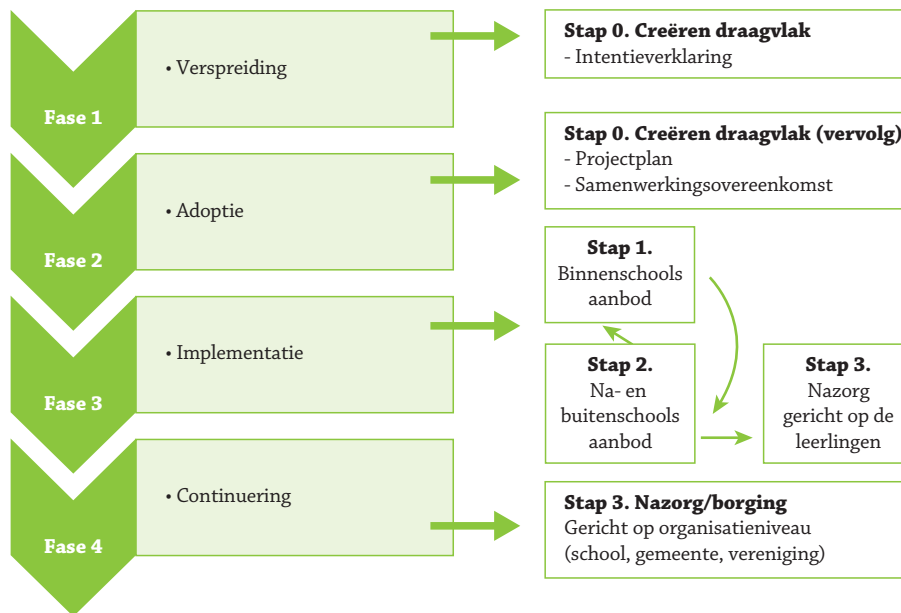 Fase 1
• Verspreiding
Stap 0. Creëren draagvlak
- Intentieverklaring
Fase 2
• Adoptie
Stap 0. Creëren draagvlak (vervolg)
- Projectplan
- Samenwerkingsovereenkomst
Fase 3
• Implementatie
Stap 1.
Binnenschools
aanbod
Stap 2.
Na- en
buitenschools
aanbod
Stap 3.
Nazorg
gericht op de
leerlingen
Fase 4
• Continuering
Stap 3. Nazorg/borging
Gericht op organisatieniveau
(school, gemeente, vereniging)